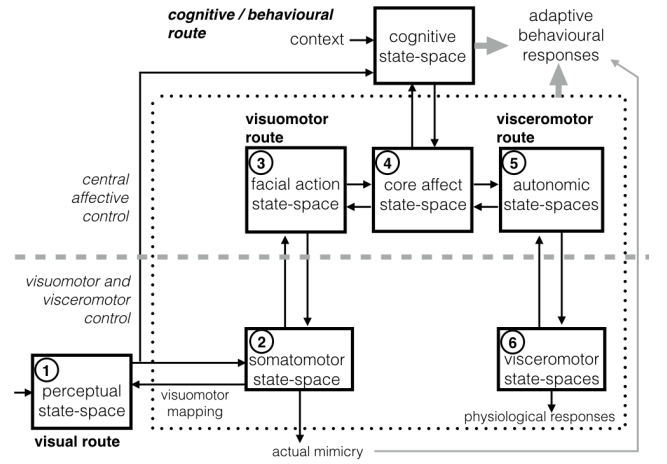 cognitive / behavioural
route
context
cognitive
state-space
adaptive
behavioural
responses
visuomotor
route
visceromotor
route
3
facial action
state-space
4
core affect
state-space
5
autonomic
state-spaces
central
affective
control
visuomotor and
visceromotor
control
2
somatomotor
state-space
6
visceromotor
state-spaces
1
perceptual
state-space
visuomotor
mapping
physiological responses
visual route
actual mimicry